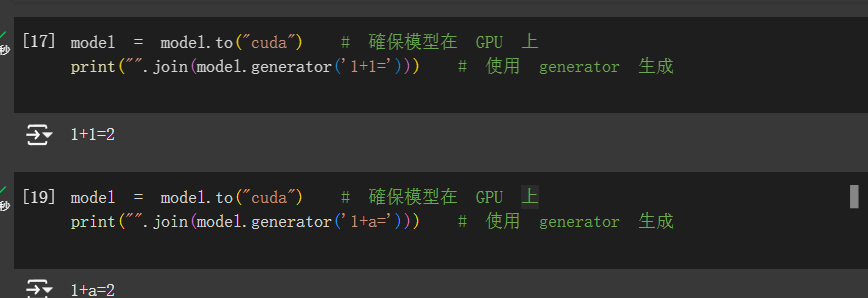 [17] model = model.to("cuda") # 確保模型在 GPU 上
print("".join(model.generator('1+1='))) # 使用 generator 生成
秒
1+1=2
[19] model = model.to("cuda") # 確保模型在 GPU 上
print("".join(model.generator('1+a='))) # 使用 generator 生成
秒
1+a=2